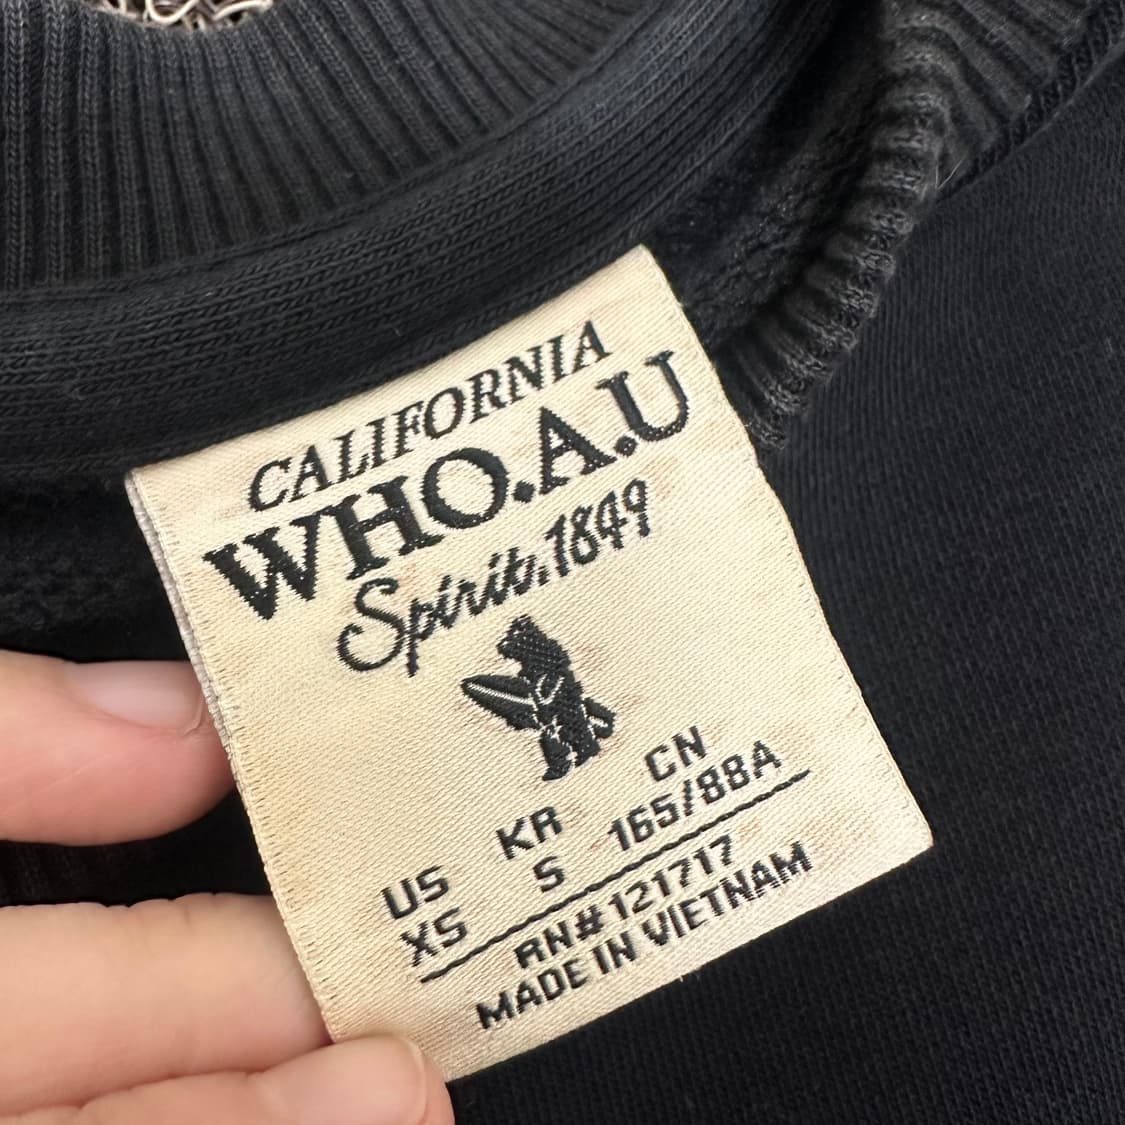 CALIFORNIA
WHO.A.U
Spirit.1849
US KR CN
XS S 165/88A
RN# 121717
MADE IN VIETNAM